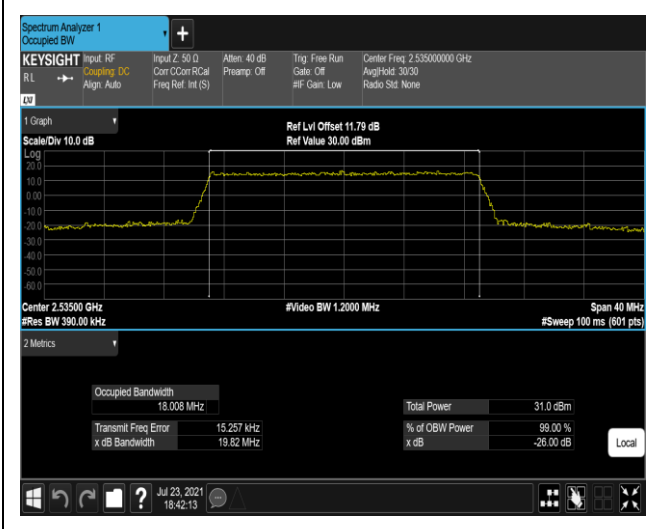 Spectrum Analyzer 1
Occupied BW
+
KEYSIGHT Input: RF Input Z: 50 Ω Atten: 40 dB Trig: Free Run Center Freq: 2.535000000 GHz
R L Coupling: DC Corr CCorr RCal Preamp: Off Gate: Off Avg|Hold: 30/30
Align: Auto Freq Ref: Int (S) #IF Gain: Low Radio Std: None
LXI
1 Graph
Ref Lvl Offset 11.79 dB
Scale/Div 10.0 dB Ref Value 30.00 dBm
Log
20.0
10.0
0.00
-10.0
-20.0
-30.0
-40.0
-50.0
-60.0
Center 2.53500 GHz #Video BW 1.2000 MHz Span 40 MHz
#Res BW 390.00 kHz #Sweep 100 ms (601 pts)
2 Metrics
Occupied Bandwidth
18.008 MHz Total Power 31.0 dBm
Transmit Freq Error 15.257 kHz % of OBW Power 99.00 %
x dB Bandwidth 19.82 MHz x dB -26.00 dB
Local
? Jul 23, 2021
18:42:13